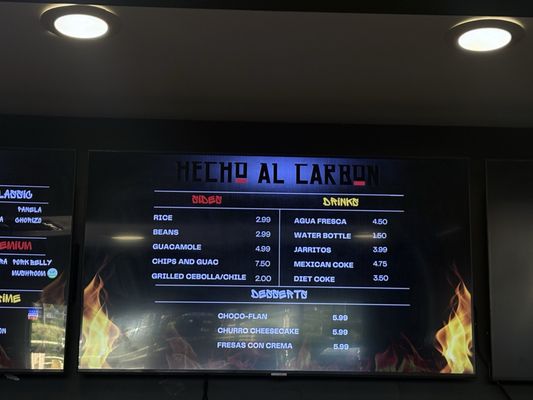 HECHO AL CARBON
SIDES
RICE 2.99
BEANS 2.99
GUACAMOLE 4.99
CHIPS AND GUAC 7.50
GRILLED CEBOLLA/CHILE 2.00
DRINKS
AGUA FRESCA 4.50
WATER BOTTLE 1.50
JARRITOS 3.99
MEXICAN COKE 4.75
DIET COKE 3.50
DESSERTS
CHOCO-FLAN 5.99
CHURRO CHEESECAKE 5.99
FRESAS CON CREMA 5.99
PANELA
CHORIZO
PORK BELLY
MUSHROOM